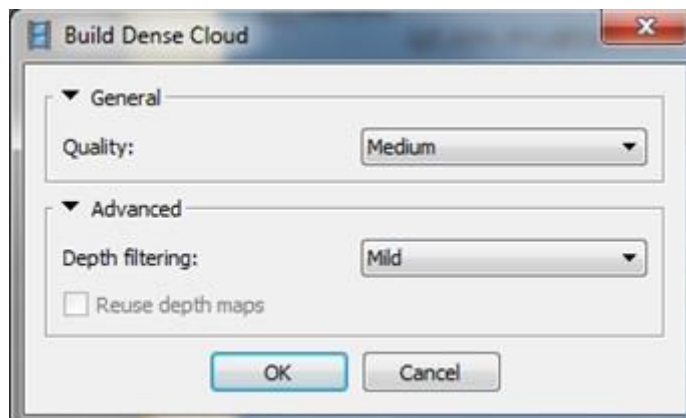 Build Dense Cloud
General
Quality: Medium
Advanced
Depth filtering: Mild
Reuse depth maps
OK Cancel